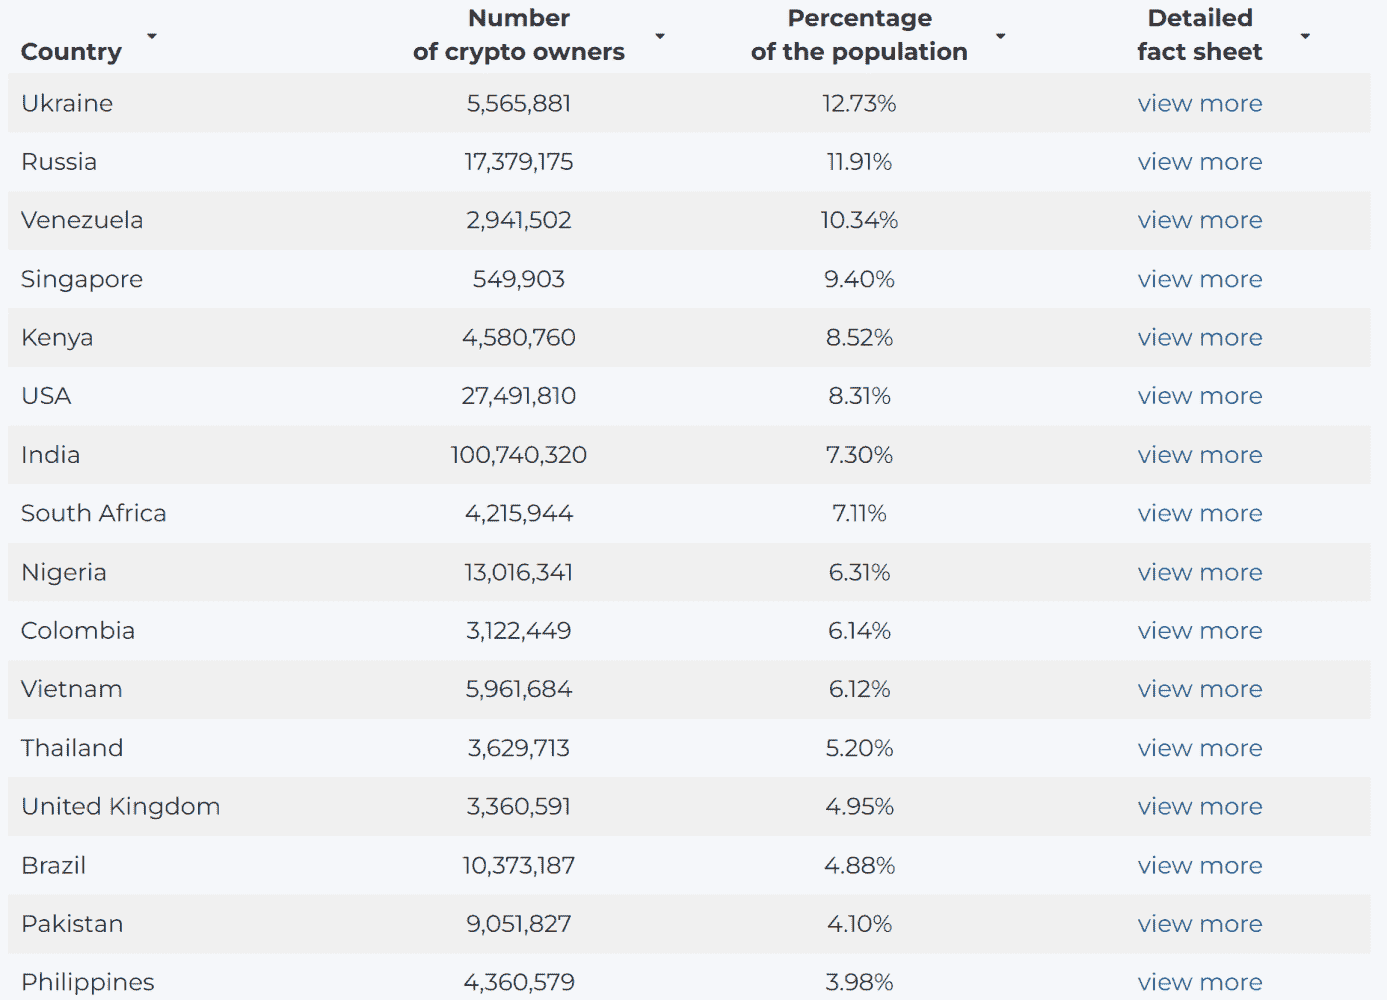 Country Number of crypto owners Percentage of the population Detailed fact sheet
Ukraine 5,565,881 12.73% view more
Russia 17,379,175 11.91% view more
Venezuela 2,941,502 10.34% view more
Singapore 549,903 9.40% view more
Kenya 4,580,760 8.52% view more
USA 27,491,810 8.31% view more
India 100,740,320 7.30% view more
South Africa 4,215,944 7.11% view more
Nigeria 13,016,341 6.31% view more
Colombia 3,122,449 6.14% view more
Vietnam 5,961,684 6.12% view more
Thailand 3,629,713 5.20% view more
United Kingdom 3,360,591 4.95% view more
Brazil 10,373,187 4.88% view more
Pakistan 9,051,827 4.10% view more
Philippines 4,360,579 3.98% view more